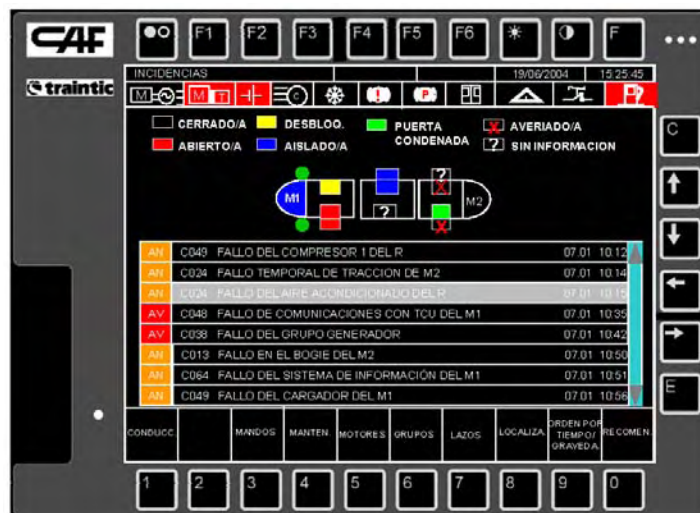 CAF
traintic
F1 F2 F3 F4 F5 F6 F
INCIDENCIAS 19/06/2004 15:25:45
M M T C P
CERRADO/A DESBLOQ. PUERTA CONDENADA AVERIADO/A
ABIERTO/A AISLADO/A ? SIN INFORMACION
M1 ? ? M2
AN C049 FALLO DEL COMPRESOR 1 DEL R 07.01 10:12
AN C024 FALLO TEMPORAL DE TRACCION DE M2 07.01 10:14
AN C024 FALLO DEL AIRE ACONDICIONADO DEL R 07.01 10:15
AV C048 FALLO DE COMUNICACIONES CON TCU DEL M1 07.01 10:35
AV C038 FALLO DEL GRUPO GENERADOR 07.01 10:42
AN C013 FALLO EN EL BOGIE DEL M2 07.01 10:50
AN C064 FALLO DEL SISTEMA DE INFORMACIÓN DEL M1 07.01 10:51
AN C049 FALLO DEL CARGADOR DEL M1 07.01 10:56
CONDUCC. MANDOS MANTEN. MOTORES GRUPOS LAZOS LOCALIZA. ORDEN POR TIEMPO/ GRAVEDA. RECOMEN.
1 2 3 4 5 6 7 8 9 0
C
E